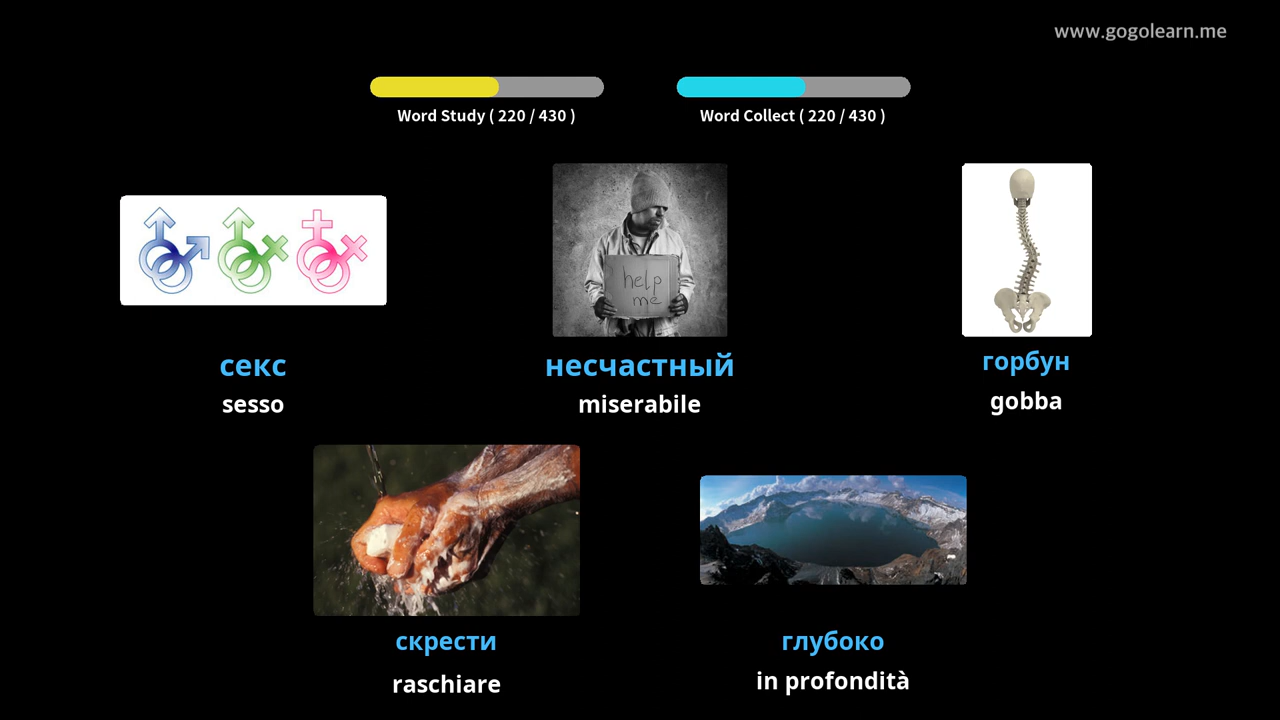 www.gogolearn.me
Word Study ( 220 / 430 )
Word Collect ( 220 / 430 )
help
me
секс
sesso
несчастный
miserabile
горбун
gobba
скрести
raschiare
глубоко
in profondità